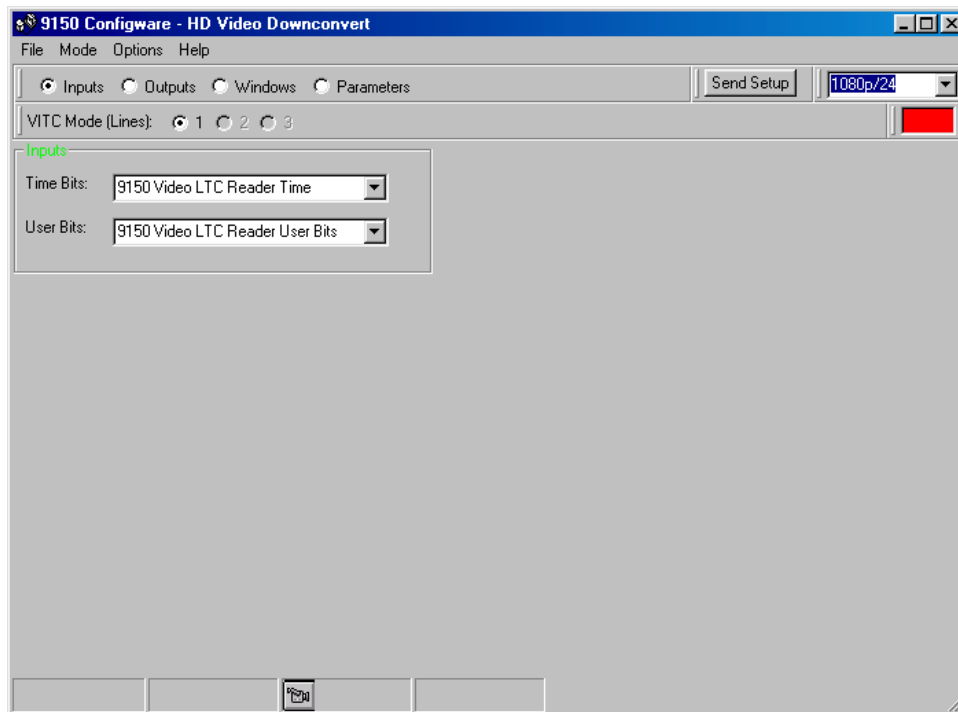 9150 Configware - HD Video Downconvert
File Mode Options Help
Inputs Outputs Windows Parameters Send Setup 1080p/24
VITC Mode (Lines): 1 2 3
Inputs
Time Bits: 9150 Video LTC Reader Time
User Bits: 9150 Video LTC Reader User Bits